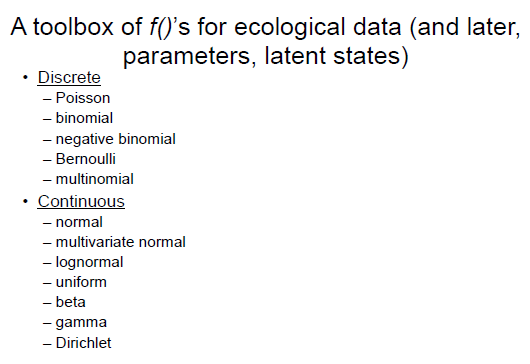 A toolbox of f()’s for ecological data (and later,
parameters, latent states)
• Discrete
– Poisson
– binomial
– negative binomial
– Bernoulli
– multinomial
• Continuous
– normal
– multivariate normal
– lognormal
– uniform
– beta
– gamma
– Dirichlet